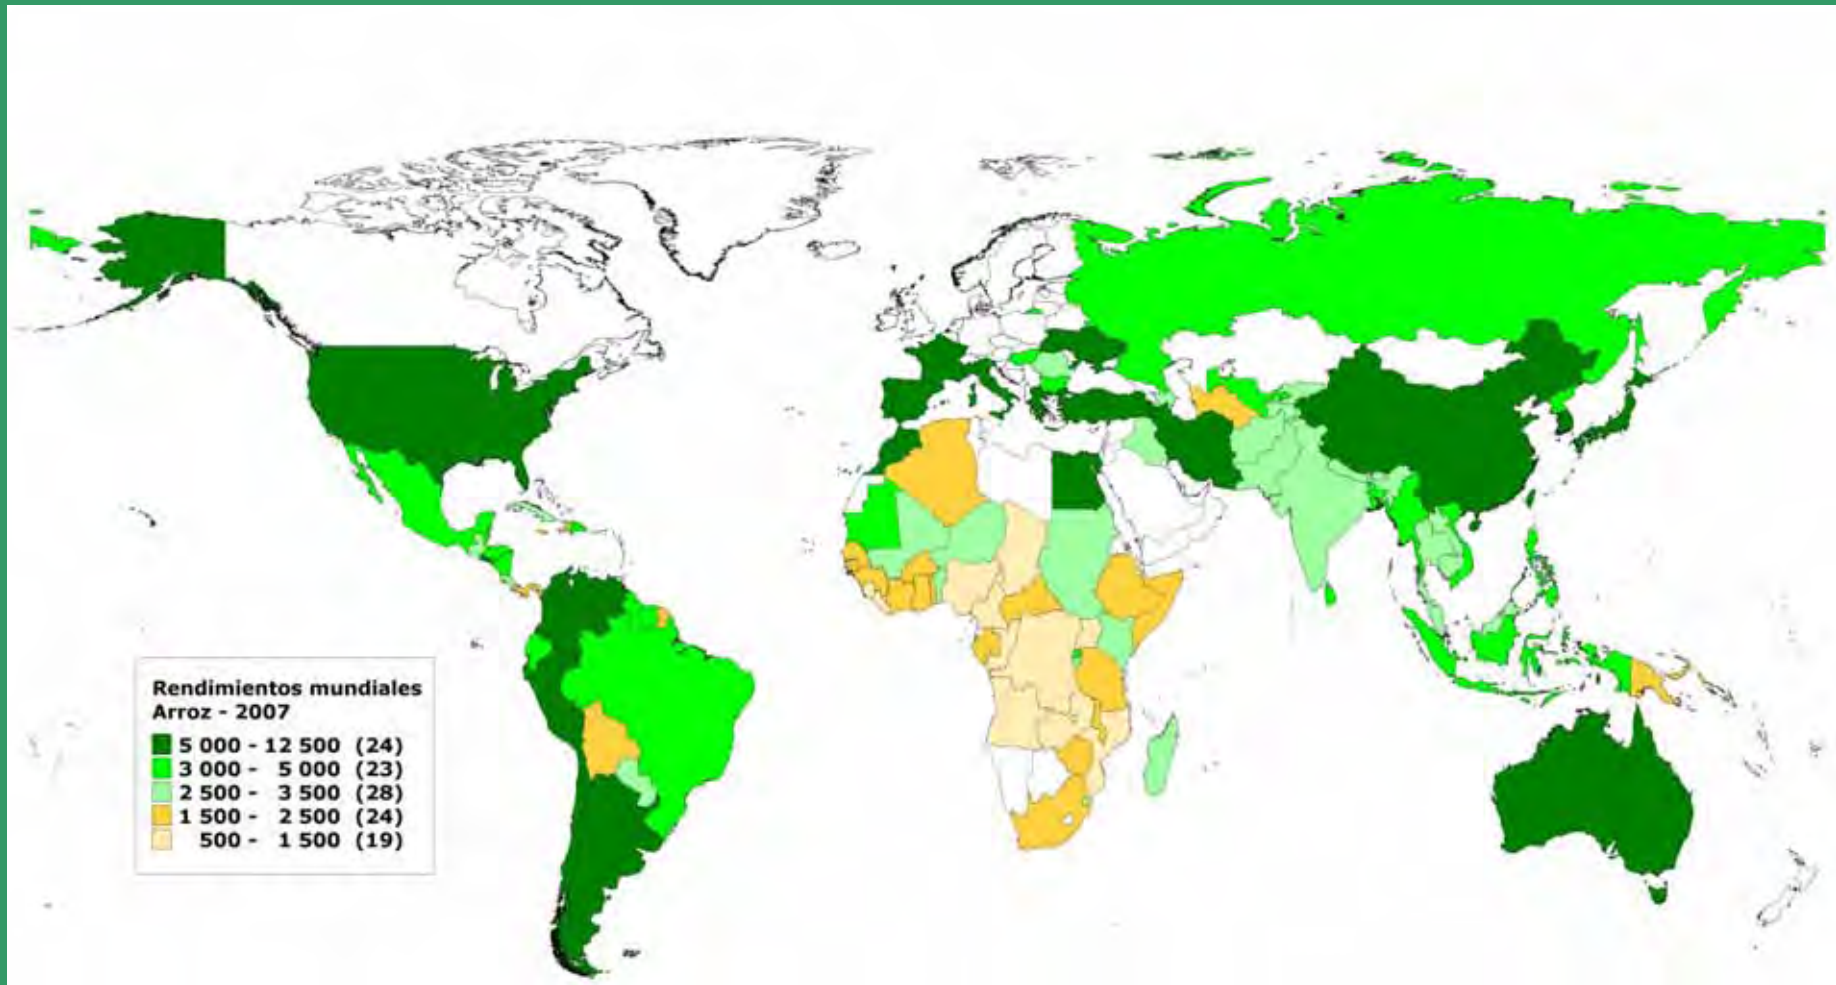 Rendimientos mundiales
Arroz - 2007
5 000 - 12 500 (24)
3 000 - 5 000 (23)
2 500 - 3 500 (28)
1 500 - 2 500 (24)
500 - 1 500 (19)